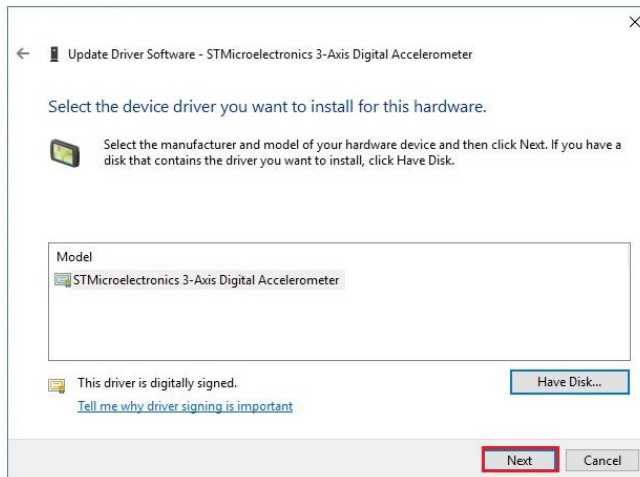 Update Driver Software - STMicroelectronics 3-Axis Digital Accelerometer
Select the device driver you want to install for this hardware.
Select the manufacturer and model of your hardware device and then click Next. If you have a
disk that contains the driver you want to install, click Have Disk.
Model
STMicroelectronics 3-Axis Digital Accelerometer
This driver is digitally signed.
Have Disk...
Tell me why driver signing is important
Next
Cancel